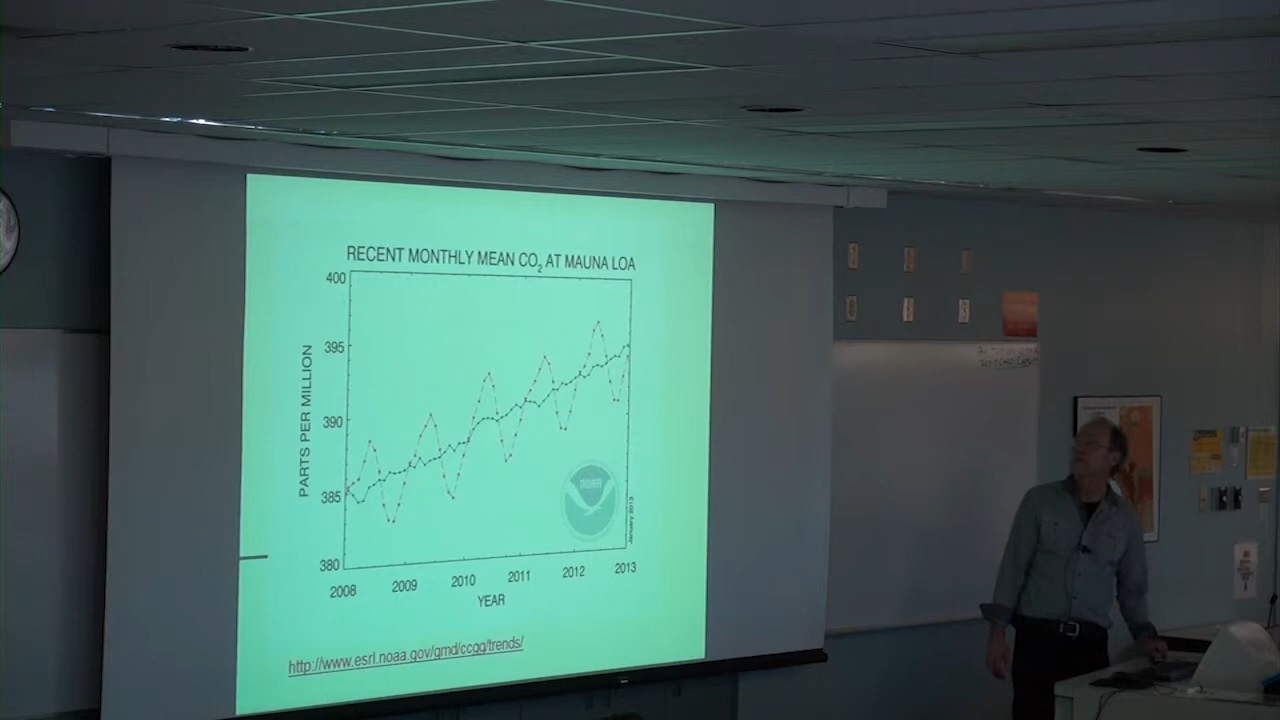 RECENT MONTHLY MEAN CO₂ AT MAUNA LOA
400
395
390
385
380
PARTS PER MILLION
NOAA
January 2013
2008 2009 2010 2011 2012 2013
YEAR
http://www.esrl.noaa.gov/gmd/ccgg/trends/